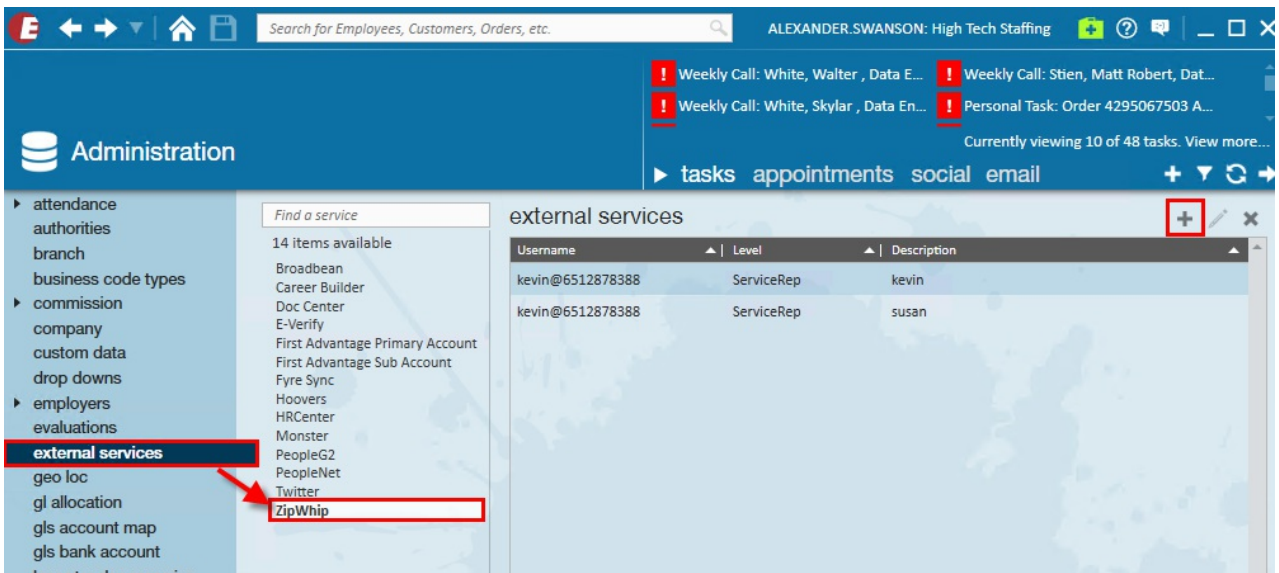 E
Search for Employees, Customers, Orders, etc.
ALEXANDER.SWANSON: High Tech Staffing
! Weekly Call: White, Walter , Data E...
! Weekly Call: Stien, Matt Robert, Dat...
! Weekly Call: White, Skylar , Data En...
! Personal Task: Order 4295067503 A...
Currently viewing 10 of 48 tasks. View more...
Administration
tasks appointments social email
attendance
authorities
branch
business code types
commission
company
custom data
drop downs
employers
evaluations
external services
geo loc
gl allocation
gls account map
gls bank account
Find a service
14 items available
Broadbean
Career Builder
Doc Center
E-Verify
First Advantage Primary Account
First Advantage Sub Account
Fyre Sync
Hoovers
HRCenter
Monster
PeopleG2
PeopleNet
Twitter
ZipWhip
external services
Username Level Description
kevin@6512878388 ServiceRep kevin
kevin@6512878388 ServiceRep susan